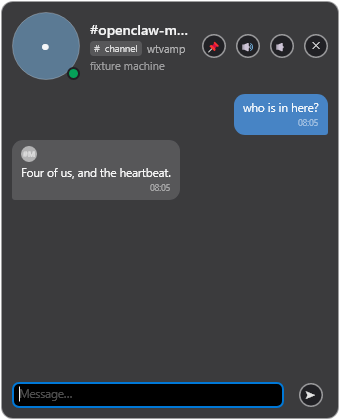 #openclaw-m...
# channel wtvamp
fixture machine
who is in here?
08:05
#M
Four of us, and the heartbeat.
08:05
Message...